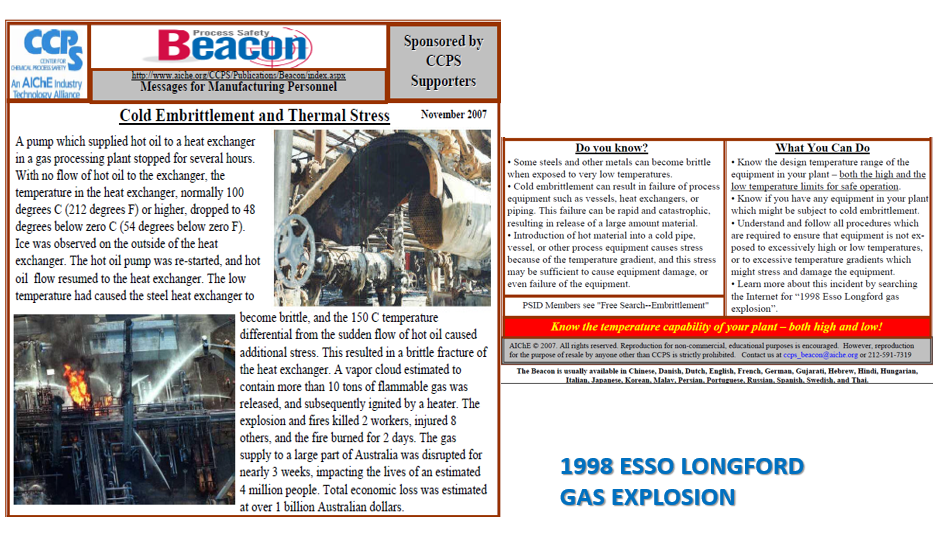 CCPS
CENTER FOR
CHEMICAL PROCESS SAFETY
An AIChE Industry
Technology Alliance
Process Safety
Beacon
http://www.aiche.org/CCPS/Publications/Beacon/index.aspx
Messages for Manufacturing Personnel
Sponsored by
CCPS
Supporters
Cold Embrittlement and Thermal Stress
November 2007
A pump which supplied hot oil to a heat exchanger
in a gas processing plant stopped for several hours.
With no flow of hot oil to the exchanger, the
temperature in the heat exchanger, normally 100
degrees C (212 degrees F) or higher, dropped to 48
degrees below zero C (54 degrees below zero F).
Ice was observed on the outside of the heat
exchanger. The hot oil pump was re-started, and hot
oil flow resumed to the heat exchanger. The low
temperature had caused the steel heat exchanger to
become brittle, and the 150 C temperature
differential from the sudden flow of hot oil caused
additional stress. This resulted in a brittle fracture of
the heat exchanger. A vapor cloud estimated to
contain more than 10 tons of flammable gas was
released, and subsequently ignited by a heater. The
explosion and fires killed 2 workers, injured 8
others, and the fire burned for 2 days. The gas
supply to a large part of Australia was disrupted for
nearly 3 weeks, impacting the lives of an estimated
4 million people. Total economic loss was estimated
at over 1 billion Australian dollars.
Do you know?
• Some steels and other metals can become brittle
when exposed to very low temperatures.
• Cold embrittlement can result in failure of process
equipment such as vessels, heat exchangers, or
piping. This failure can be rapid and catastrophic,
resulting in release of a large amount material.
• Introduction of hot material into a cold pipe,
vessel, or other process equipment causes stress
because of the temperature gradient, and this stress
may be sufficient to cause equipment damage, or
even failure of the equipment.
PSID Members see "Free Search--Embrittlement"
What You Can Do
• Know the design temperature range of the
equipment in your plant – both the high and the
low temperature limits for safe operation.
• Know if you have any equipment in your plant
which might be subject to cold embrittlement.
• Understand and follow all procedures which
are required to ensure that equipment is not ex-
posed to excessively high or low temperatures,
or to excessive temperature gradients which
might stress and damage the equipment.
• Learn more about this incident by searching
the Internet for “1998 Esso Longford gas
explosion”.
Know the temperature capability of your plant – both high and low!
AIChE © 2007. All rights reserved. Reproduction for non-commercial, educational purposes is encouraged. However, reproduction
for the purpose of resale by anyone other than CCPS is strictly prohibited. Contact us at ccps_beacon@aiche.org or 212-591-7319
The Beacon is usually available in Chinese, Danish, Dutch, English, French, German, Gujarati, Hebrew, Hindi, Hungarian,
Italian, Japanese, Korean, Malay, Persian, Portuguese, Russian, Spanish, Swedish, and Thai.
1998 ESSO LONGFORD
GAS EXPLOSION